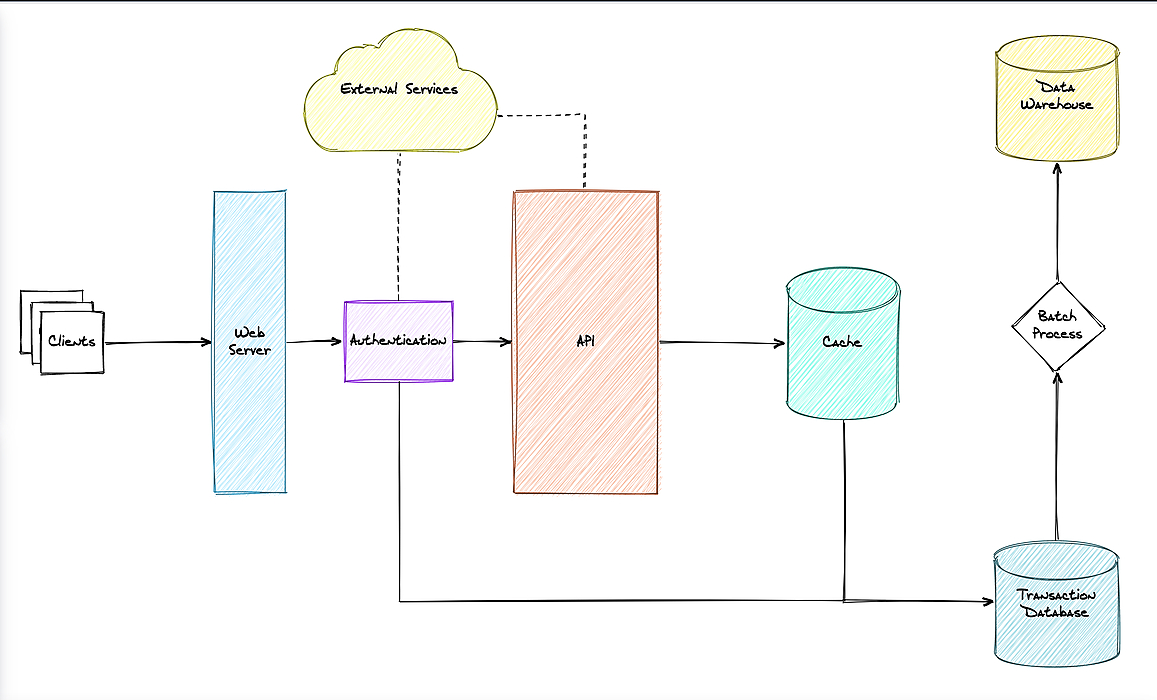 External Services
Data
Warehouse
Clients
Web
Server
Authentication
API
Cache
Batch
Process
Transaction
Database